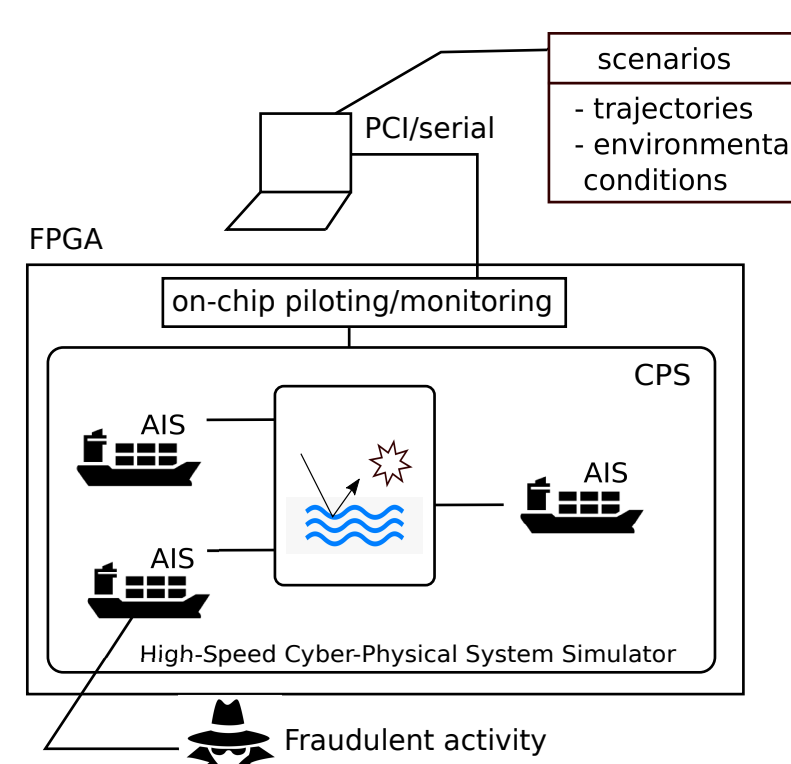 scenarios
- trajectories
- environmenta
conditions
PCI/serial
FPGA
on-chip piloting/monitoring
CPS
AIS
AIS
AIS
High-Speed Cyber-Physical System Simulator
Fraudulent activity